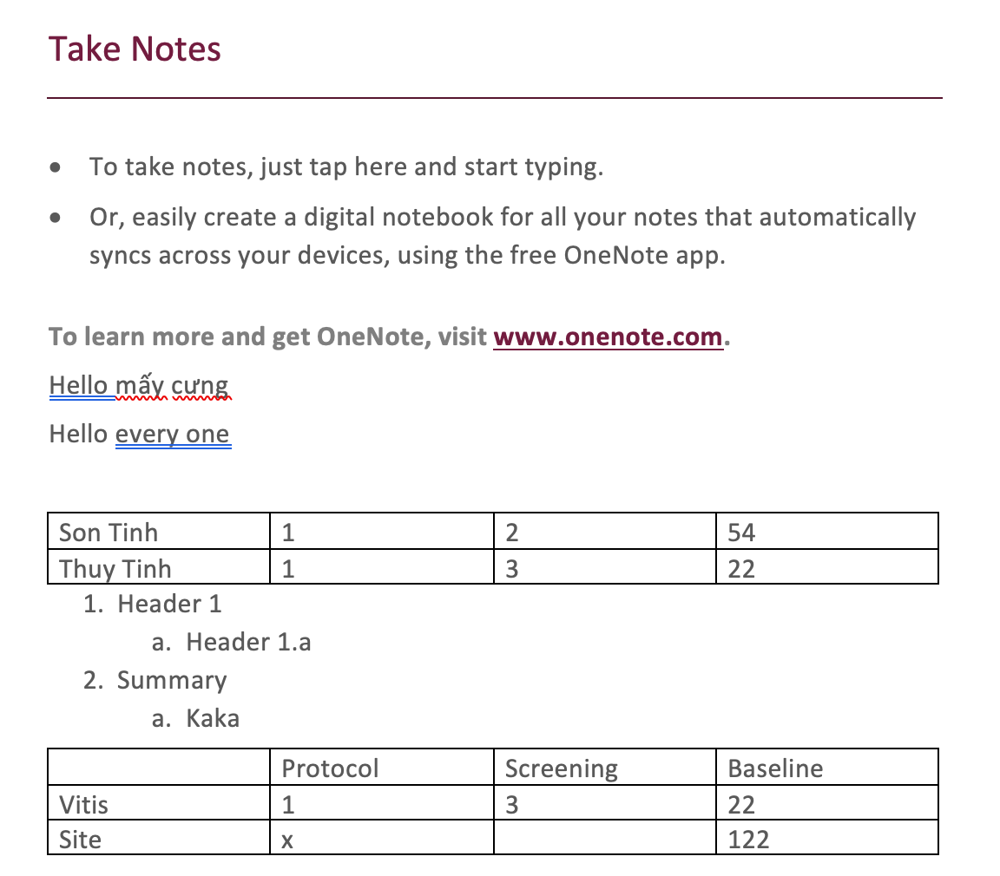 Take Notes
• To take notes, just tap here and start typing.
• Or, easily create a digital notebook for all your notes that automatically
syncs across your devices, using the free OneNote app.
To learn more and get OneNote, visit www.onenote.com.
Hello mấy cưng
Hello every one
Son Tinh 1 2 54
Thuy Tinh 1 3 22
1. Header 1
a. Header 1.a
2. Summary
a. Kaka
Protocol Screening Baseline
Vitis 1 3 22
Site x 122